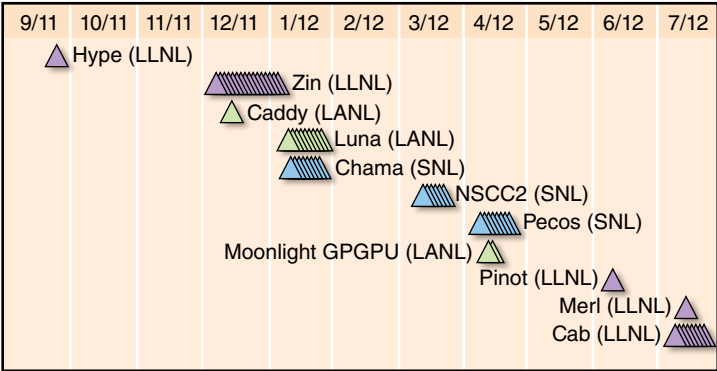 9/11 10/11 11/11 12/11 1/12 2/12 3/12 4/12 5/12 6/12 7/12
Hype (LLNL)
Zin (LLNL)
Caddy (LANL)
Luna (LANL)
Chama (SNL)
NSCC2 (SNL)
Pecos (SNL)
Moonlight GPGPU (LANL)
Pinot (LLNL)
Merl (LLNL)
Cab (LLNL)